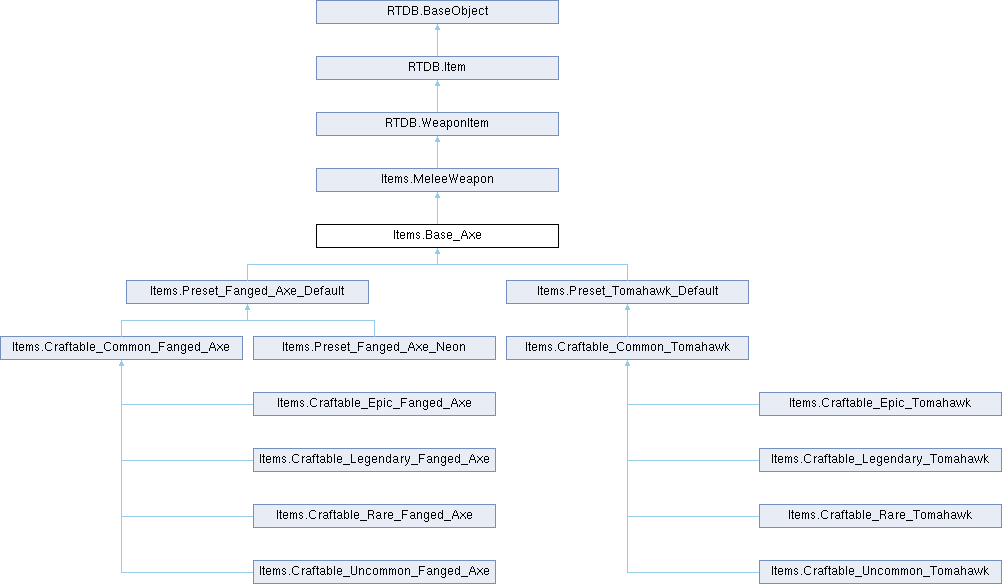 RTDB.BaseObject
RTDB.Item
RTDB.WeaponItem
Items.MeleeWeapon
Items.Base_Axe
Items.Preset_Fanged_Axe_Default
Items.Preset_Tomahawk_Default
Items.Craftable_Common_Fanged_Axe
Items.Preset_Fanged_Axe_Neon
Items.Craftable_Common_Tomahawk
Items.Craftable_Epic_Fanged_Axe
Items.Craftable_Epic_Tomahawk
Items.Craftable_Legendary_Fanged_Axe
Items.Craftable_Legendary_Tomahawk
Items.Craftable_Rare_Fanged_Axe
Items.Craftable_Rare_Tomahawk
Items.Craftable_Uncommon_Fanged_Axe
Items.Craftable_Uncommon_Tomahawk